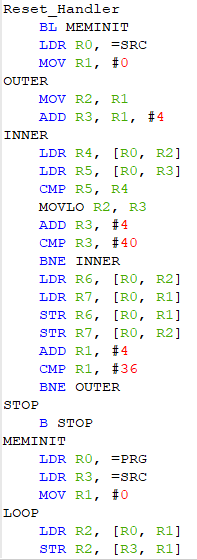 Reset_Handler
BL MEMINIT
LDR R0, =SRC
MOV R1, #0
OUTER
MOV R2, R1
ADD R3, R1, #4
INNER
LDR R4, [R0, R2]
LDR R5, [R0, R3]
CMP R5, R4
MOVLO R2, R3
ADD R3, #4
CMP R3, #40
BNE INNER
LDR R6, [R0, R2]
LDR R7, [R0, R1]
STR R6, [R0, R1]
STR R7, [R0, R2]
ADD R1, #4
CMP R1, #36
BNE OUTER
STOP
B STOP
MEMINIT
LDR R0, =PRG
LDR R3, =SRC
MOV R1, #0
LOOP
LDR R2, [R0, R1]
STR R2, [R3, R1]